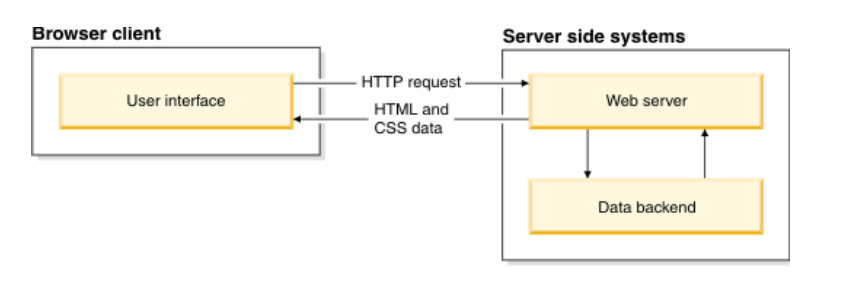 Browser client
Server side systems
User interface
HTTP request
HTML and
CSS data
Web server
Data backend